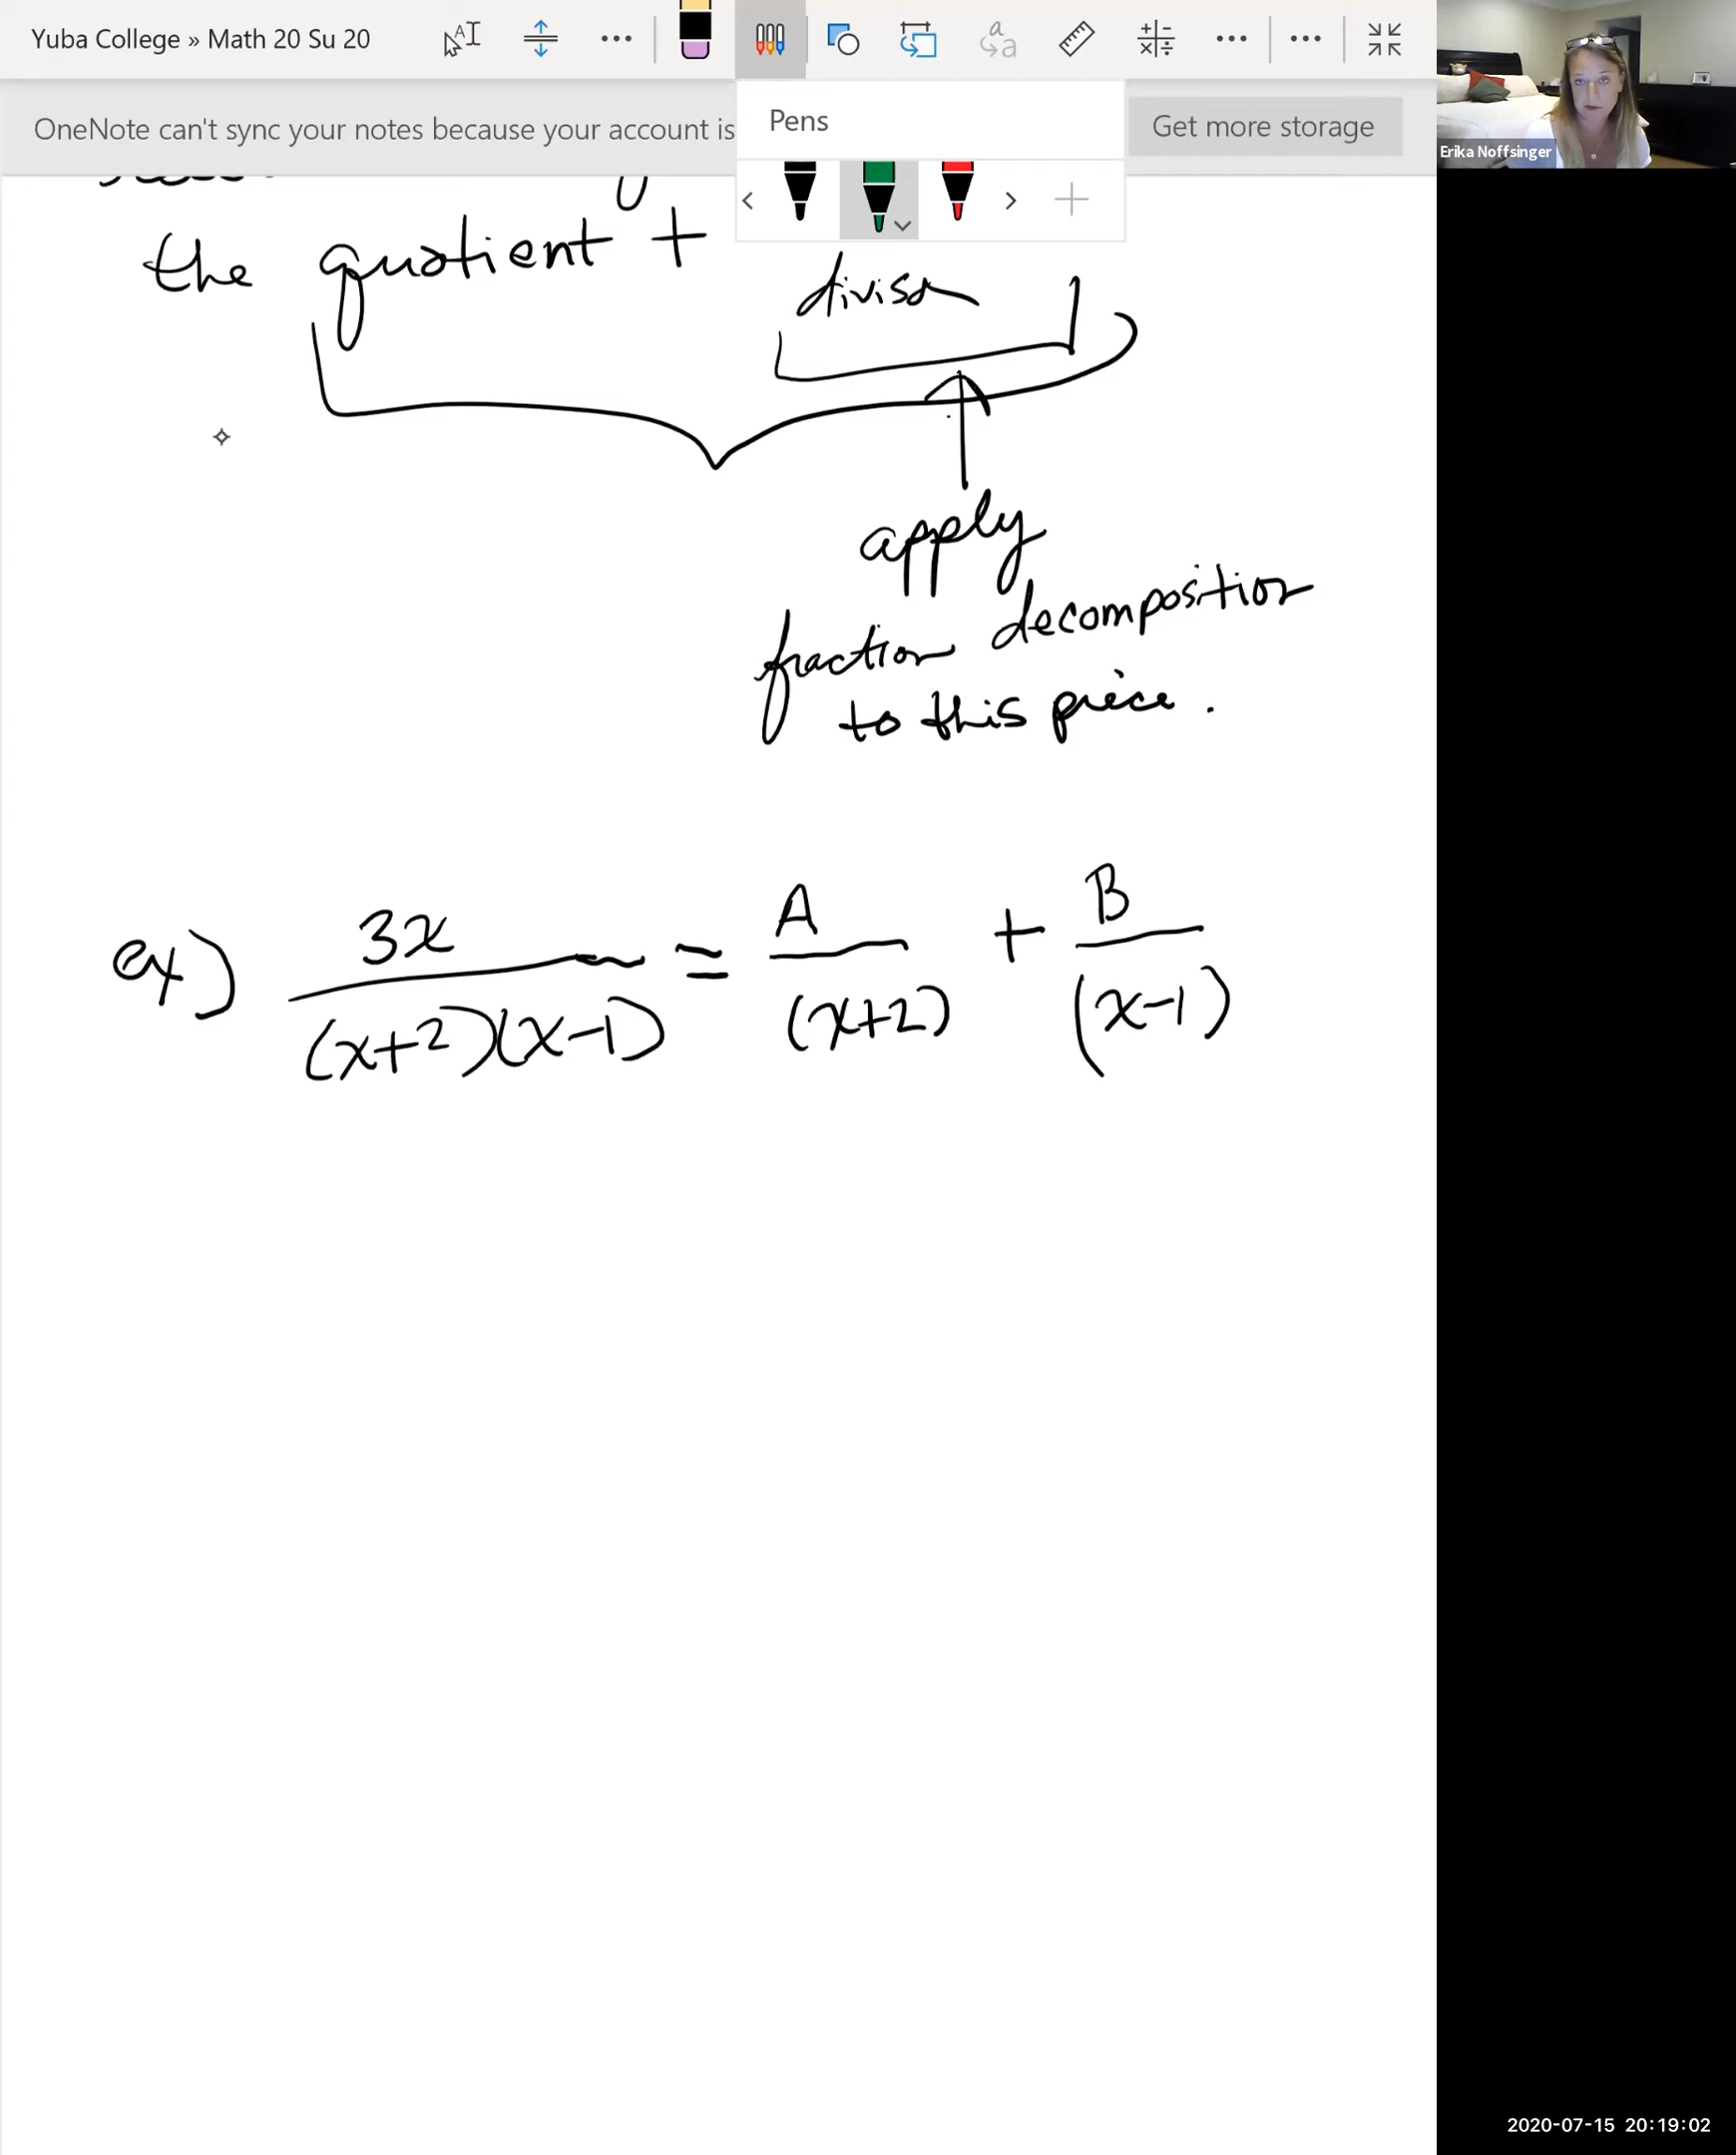 Yuba College » Math 20 Su 20
OneNote can't sync your notes because your account is
Pens
Get more storage
Erika Noffsinger
the quotient +
divisor
apply
fraction decomposition
to this piece.
ex) 3x / (x+2)(x-1) = A / (x+2) + B / (x-1)
2020-07-15 20:19:02